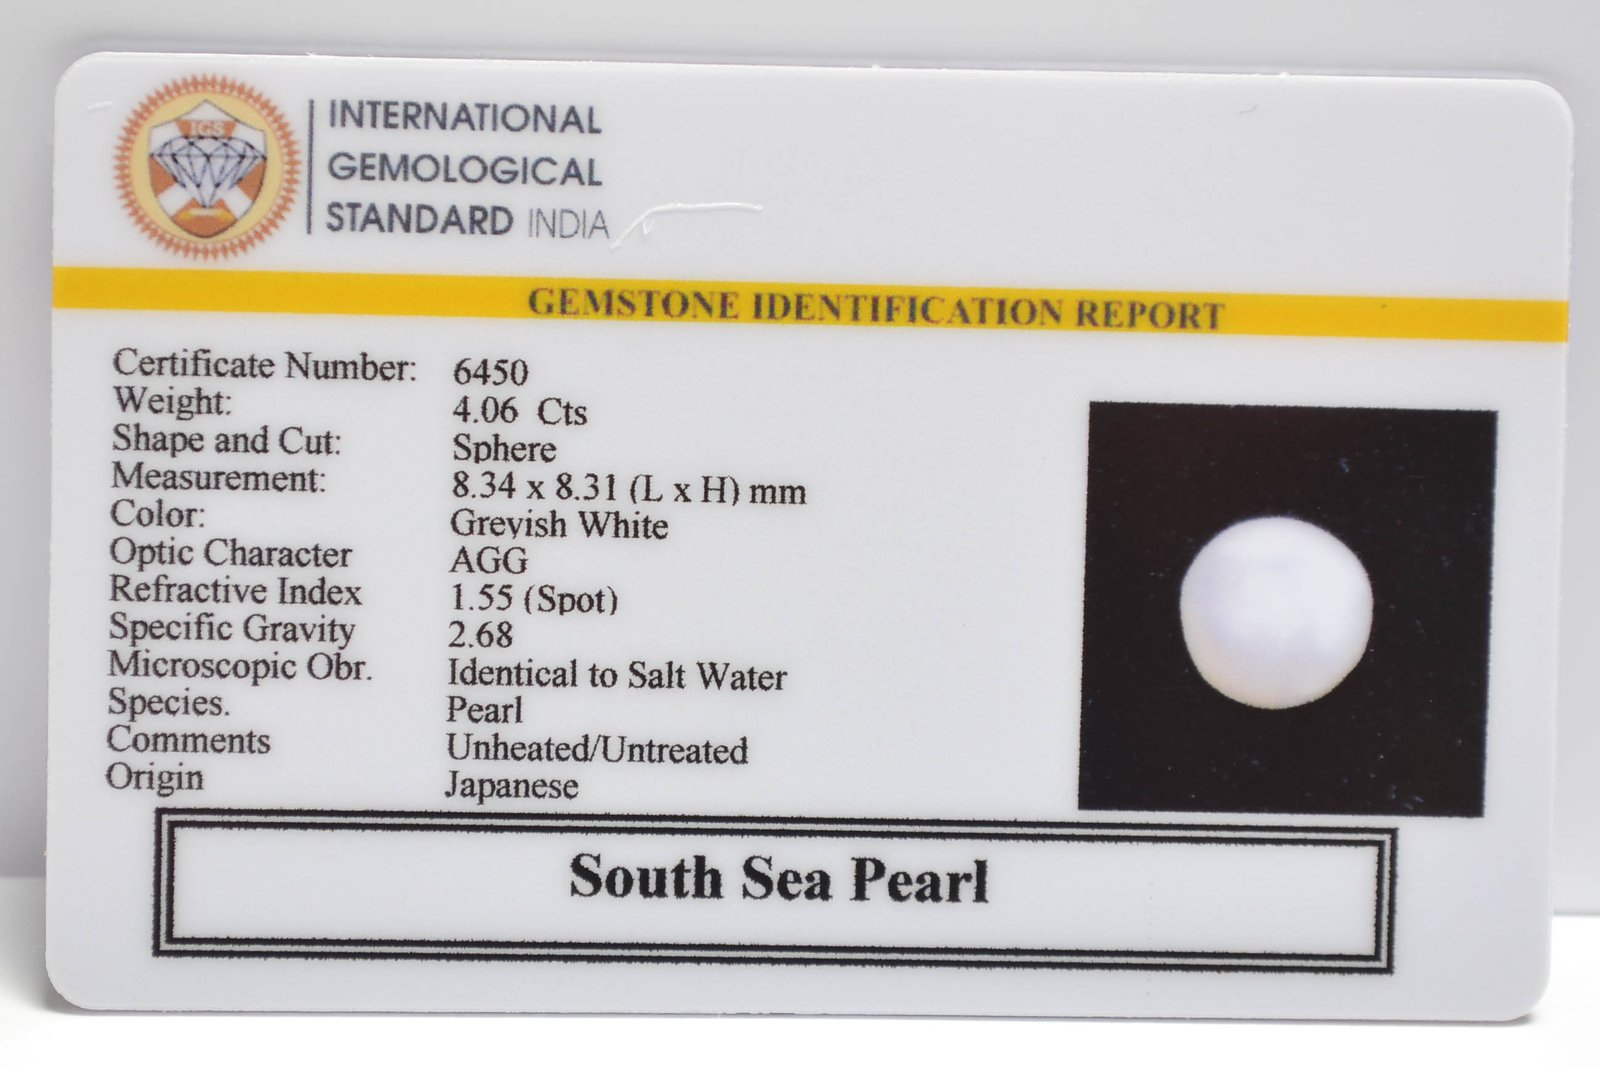 IGS
INTERNATIONAL
GEMOLOGICAL
STANDARD INDIA
GEMSTONE IDENTIFICATION REPORT
Certificate Number: 6450
Weight: 4.06 Cts
Shape and Cut: Sphere
Measurement: 8.34 x 8.31 (L x H) mm
Color: Greyish White
Optic Character AGG
Refractive Index 1.55 (Spot)
Specific Gravity 2.68
Microscopic Obr. Identical to Salt Water
Species. Pearl
Comments Unheated/Untreated
Origin Japanese
South Sea Pearl